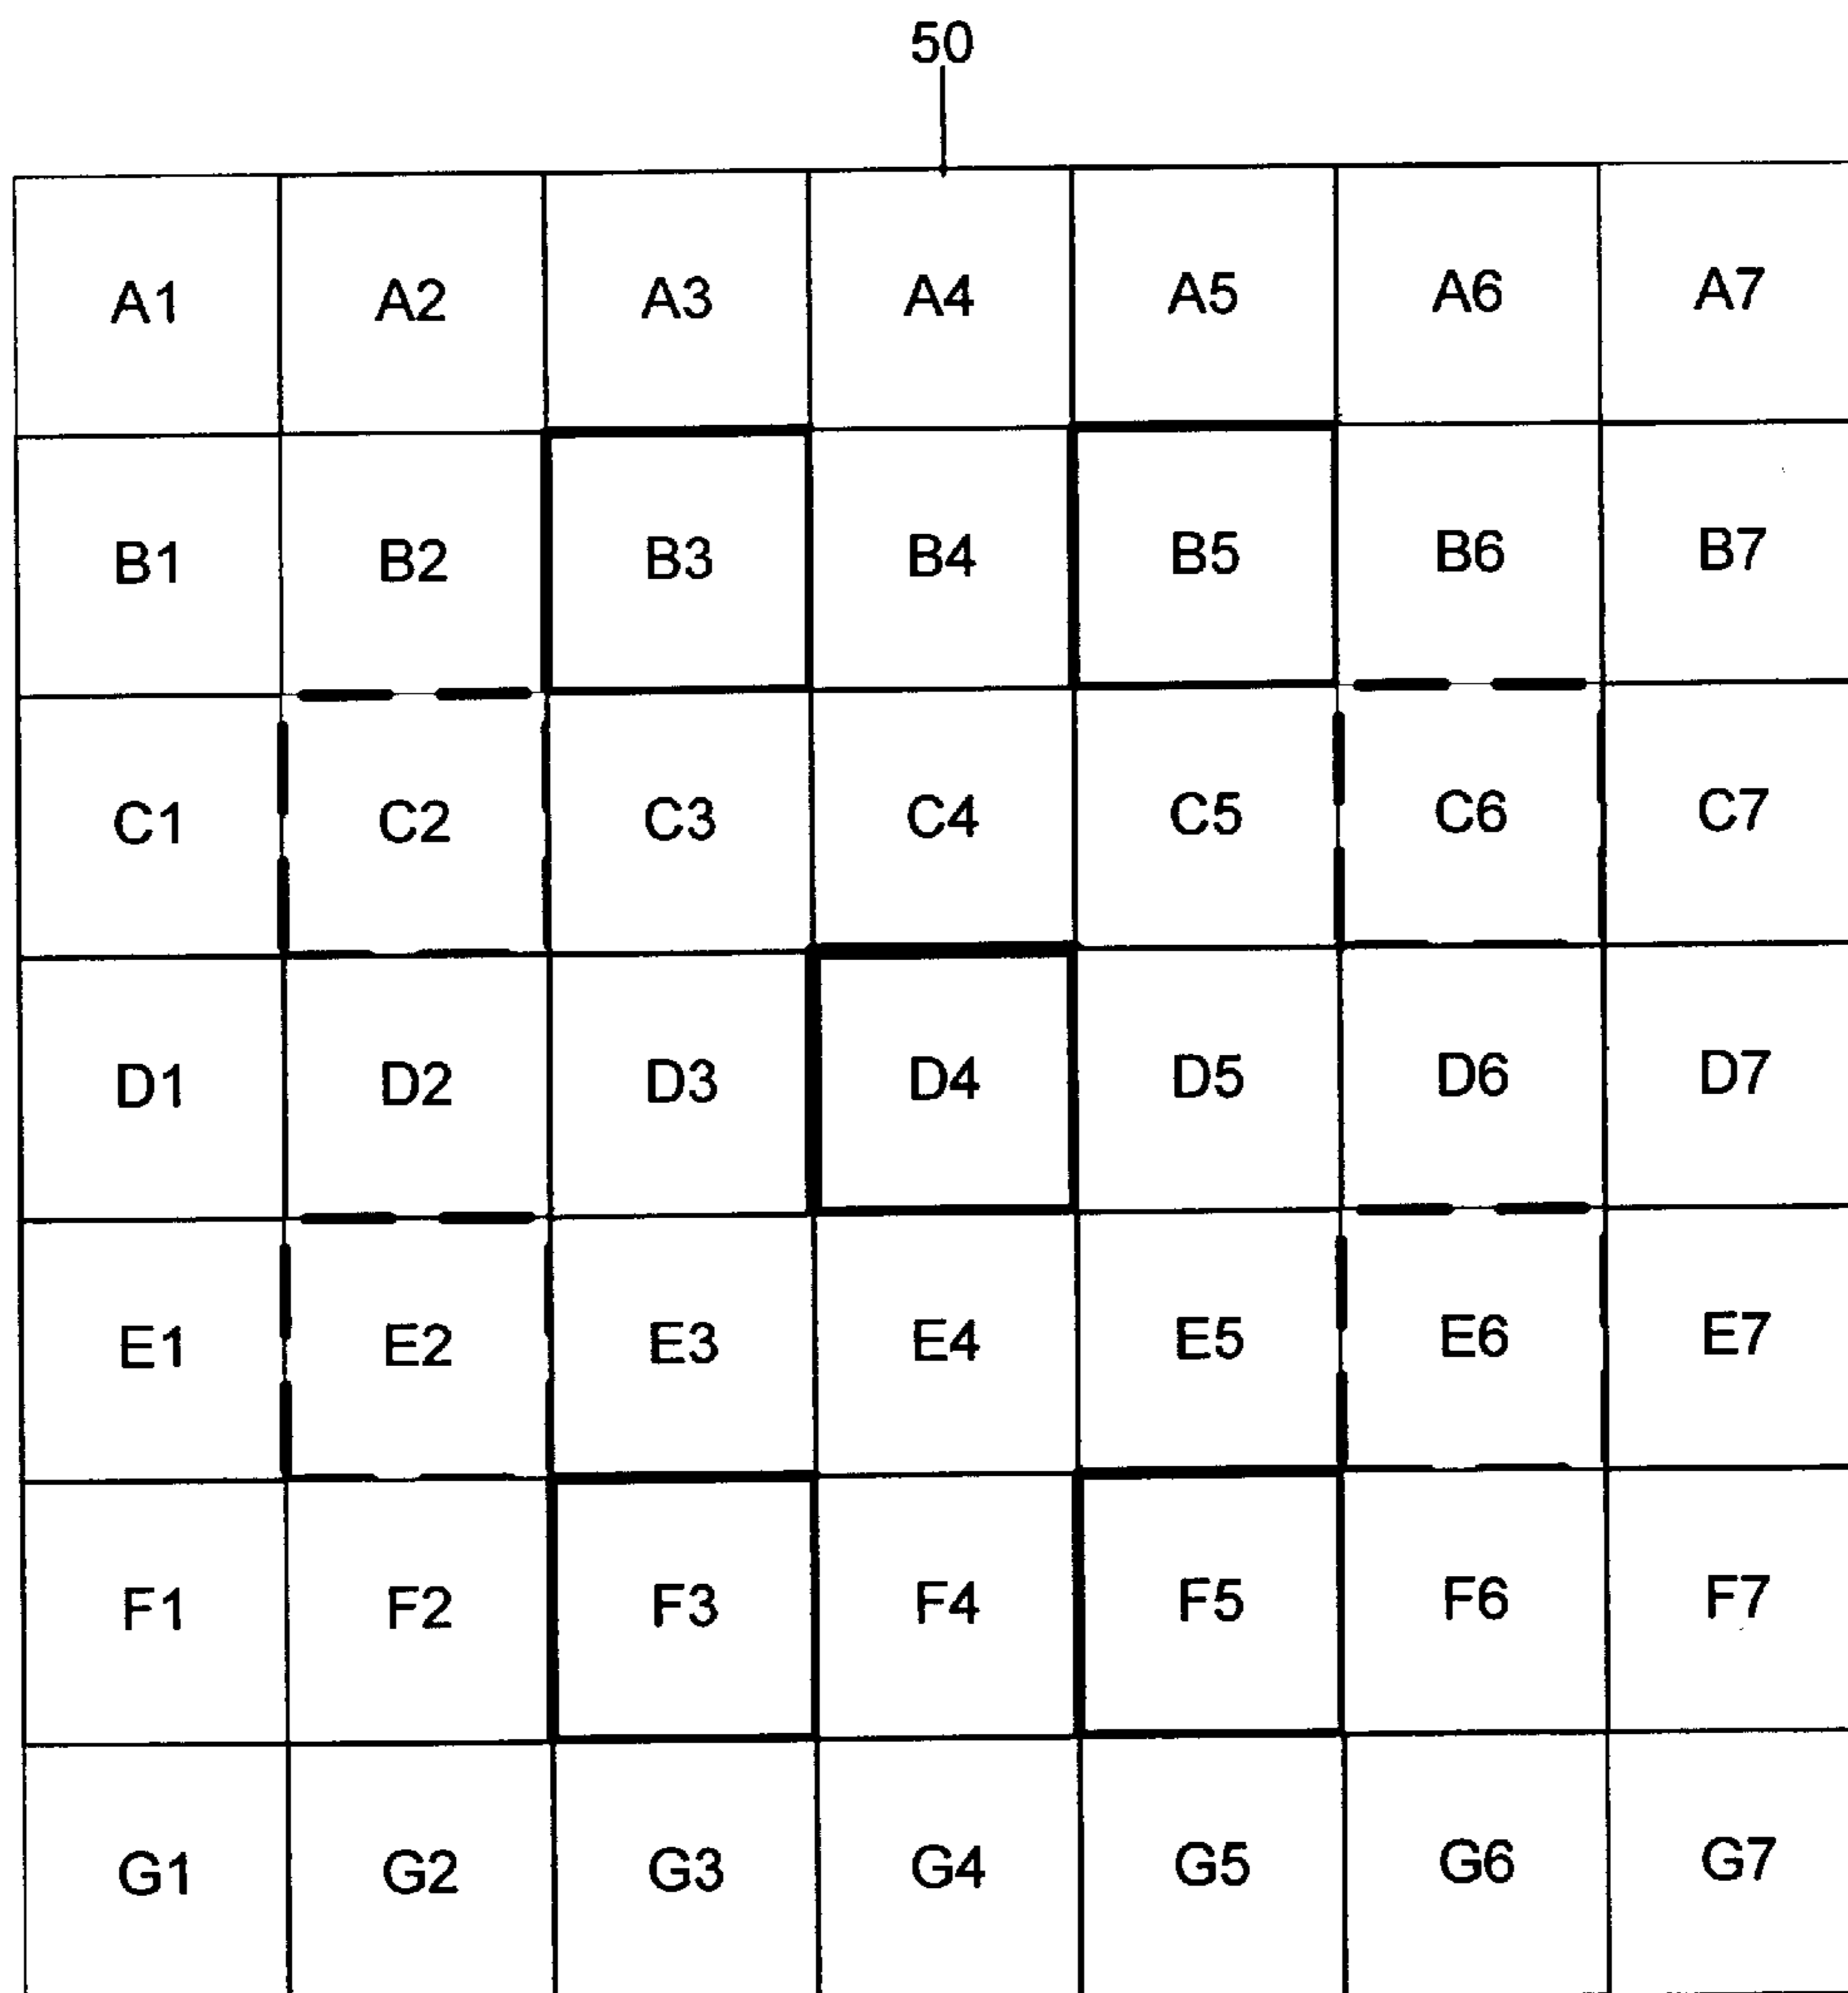 50
A1 A2 A3 A4 A5 A6 A7
B1 B2 B3 B4 B5 B6 B7
C1 C2 C3 C4 C5 C6 C7
D1 D2 D3 D4 D5 D6 D7
E1 E2 E3 E4 E5 E6 E7
F1 F2 F3 F4 F5 F6 F7
G1 G2 G3 G4 G5 G6 G7